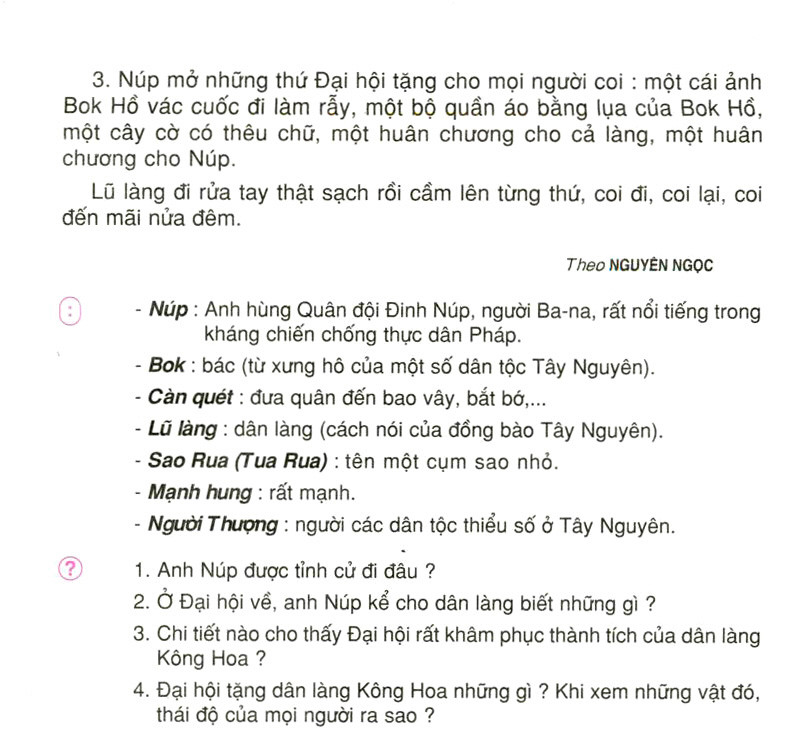 3. Núp mở những thứ Đại hội tặng cho mọi người coi : một cái ảnh
Bok Hồ vác cuốc đi làm rẫy, một bộ quần áo bằng lụa của Bok Hồ,
một cây cờ có thêu chữ, một huân chương cho cả làng, một huân
chương cho Núp.
Lũ làng đi rửa tay thật sạch rồi cầm lên từng thứ, coi đi, coi lại, coi
đến mãi nửa đêm.
Theo NGUYÊN NGỌC
:
- Núp : Anh hùng Quân đội Đinh Núp, người Ba-na, rất nổi tiếng trong
kháng chiến chống thực dân Pháp.
- Bok : bác (từ xưng hô của một số dân tộc Tây Nguyên).
- Càn quét : đưa quân đến bao vây, bắt bớ,...
- Lũ làng : dân làng (cách nói của đồng bào Tây Nguyên).
- Sao Rua (Tua Rua) : tên một cụm sao nhỏ.
- Mạnh hung : rất mạnh.
- Người Thượng : người các dân tộc thiểu số ở Tây Nguyên.
?
1. Anh Núp được tỉnh cử đi đâu ?
2. Ở Đại hội về, anh Núp kể cho dân làng biết những gì ?
3. Chi tiết nào cho thấy Đại hội rất khâm phục thành tích của dân làng
Kông Hoa ?
4. Đại hội tặng dân làng Kông Hoa những gì ? Khi xem những vật đó,
thái độ của mọi người ra sao ?